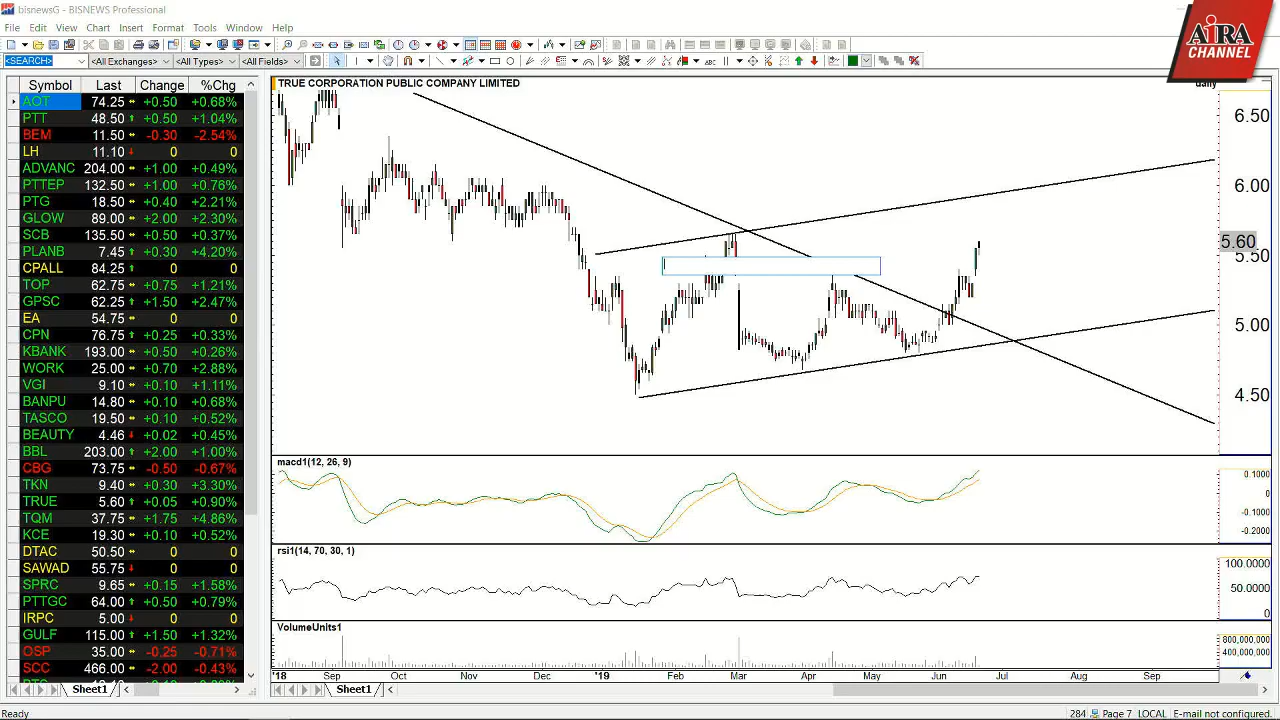 bisnewsG - BISNEWS Professional
File Edit View Chart Insert Format Tools Window Help
AiRA
CHANNEL
<SEARCH> <All Exchanges> <All Types> <All Fields>
Symbol Last Change %Chg
AOT 74.25 +0.50 +0.68%
PTT 48.50 +0.50 +1.04%
BEM 11.50 -0.30 -2.54%
LH 11.10 0 0
ADVANC 204.00 +1.00 +0.49%
PTTEP 132.50 +1.00 +0.76%
PTG 18.50 +0.40 +2.21%
GLOW 89.00 +2.00 +2.30%
SCB 135.50 +0.50 +0.37%
PLANB 7.45 +0.30 +4.20%
CPALL 84.25 0 0
TOP 62.75 +0.75 +1.21%
GPSC 62.25 +1.50 +2.47%
EA 54.75 0 0
CPN 76.75 +0.25 +0.33%
KBANK 193.00 +0.50 +0.26%
WORK 25.00 +0.70 +2.88%
VGI 9.10 +0.10 +1.11%
BANPU 14.80 +0.10 +0.68%
TASCO 19.50 +0.10 +0.52%
BEAUTY 4.46 +0.02 +0.45%
BBL 203.00 +2.00 +1.00%
CBG 73.75 -0.50 -0.67%
TKN 9.40 +0.30 +3.30%
TRUE 5.60 +0.05 +0.90%
TQM 37.75 +1.75 +4.86%
KCE 19.30 +0.10 +0.52%
DTAC 50.50 0 0
SAWAD 55.75 0 0
SPRC 9.65 +0.15 +1.58%
PTTGC 64.00 +0.50 +0.79%
IRPC 5.00 0 0
GULF 115.00 +1.50 +1.32%
OSP 35.00 -0.25 -0.71%
SCC 466.00 -2.00 -0.43%
Sheet1
TRUE CORPORATION PUBLIC COMPANY LIMITED
daily
6.50
6.00
5.60
5.50
5.00
4.50
macd1(12, 26, 9)
0.1000
0
-0.1000
-0.2000
rsi1(14, 70, 30, 1)
100.0000
50.0000
0
VolumeUnits1
800,000,000
400,000,000
'18 Sep Oct Nov Dec '19 Feb Mar Apr May Jun Jul Aug Sep
Sheet1
Ready
284 Page 7 LOCAL E-mail not configured.